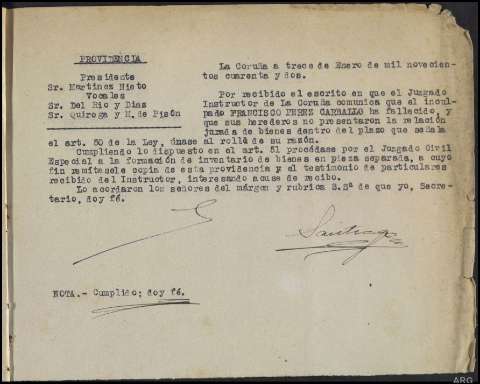 PROVIDENCIA
Presidente
Sr. Martinez Nieto
Vocales
Sr. Del Rio y Diaz
Sr. Quiroga y M. de Pisón
La Coruña a trece de Enero de mil novecien-
tos cuarenta y dos.
Por recibido el escrito en que el Juzgado
Instructor de La Coruña comunica que el incul-
pado FRANCISCO PEREZ CARBALLO ha fallecido, y
que sus herederos no presentaron la relación
jurada de bienes dentro del plazo que señala
el art. 50 de la Ley, únase al rollo de su razón.
Cumpliendo lo dispuesto en el art. 51 procédase por el Juzgado Civil
Especial a la formación de inventario de bienes en pieza separada, a cuyo
fin remítasele copia de esta providencia y el testimonio de particulares
recibido del Instructor, interesando acuse de recibo.
Lo acordaron los señores del márgen y rubrica S.Sª de que yo, Secre-
tario, doy fé.
Santiago
NOTA.- Cumplido; doy fé.
ARG